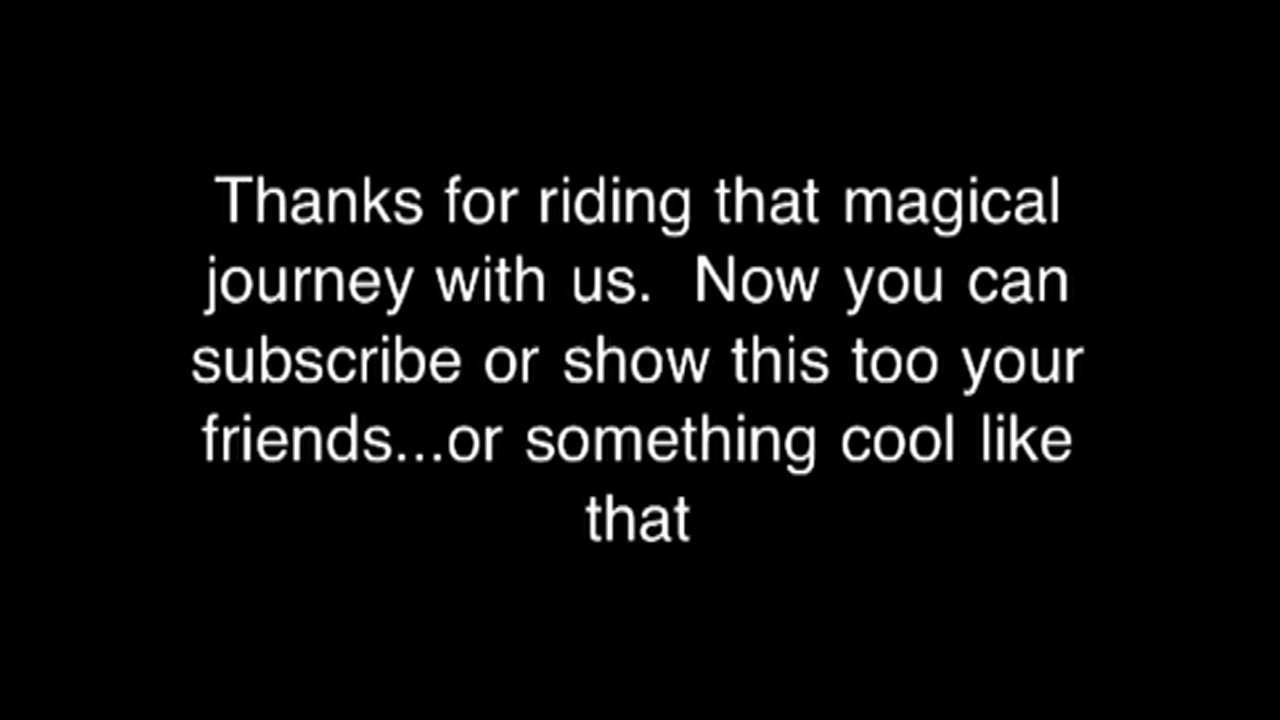 Thanks for riding that magical
journey with us.  Now you can
subscribe or show this too your
friends...or something cool like
that